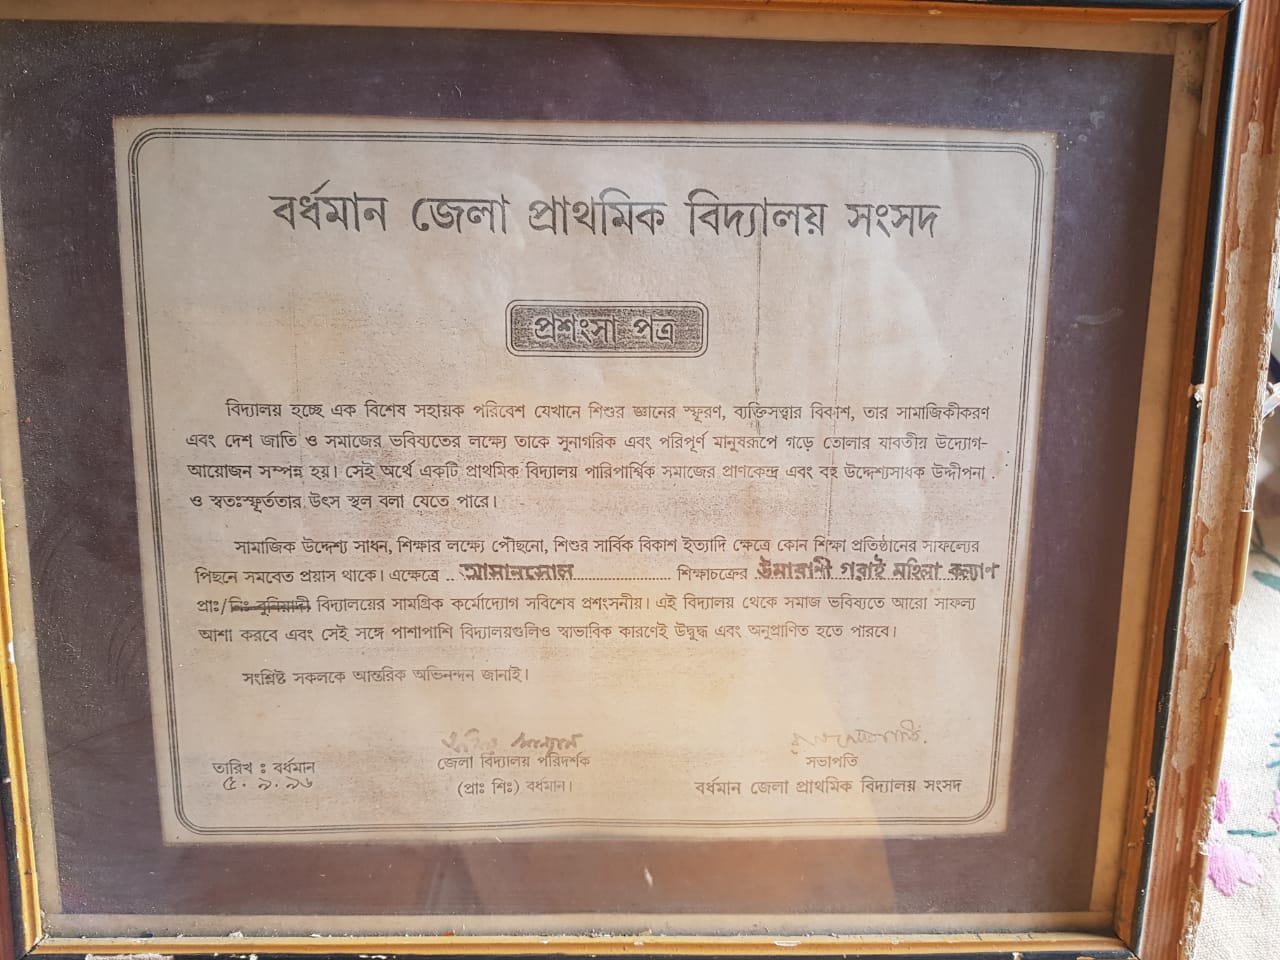 বর্ধমান জেলা প্রাথমিক বিদ্যালয় সংসদ
প্রশংসা পত্র
বিদ্যালয় হচ্ছে এক বিশেষ সহায়ক পরিবেশ যেখানে শিশুর জ্ঞানের স্ফূরণ, ব্যক্তিসত্ত্বার বিকাশ, তার সামাজিকীকরণ
এবং দেশ জাতি ও সমাজের ভবিষ্যতের লক্ষ্যে তাকে সুনাগরিক এবং পরিপূর্ণ মানুষরূপে গড়ে তোলার যাবতীয় উদ্যোগ-
আয়োজন সম্পন্ন হয়। সেই অর্থে একটি প্রাথমিক বিদ্যালয় পারিপার্শ্বিক সমাজের প্রাণকেন্দ্র এবং বহু উদ্দেশ্যসাধক উদ্দীপনা
ও স্বতঃস্ফূর্ততার উৎস স্থল বলা যেতে পারে।
সামাজিক উদ্দেশ্য সাধন, শিক্ষার লক্ষ্যে পৌঁছনো, শিশুর সার্বিক বিকাশ ইত্যাদি ক্ষেত্রে কোন শিক্ষা প্রতিষ্ঠানের সাফল্যের
পিছনে সমবেত প্রয়াস থাকে। এক্ষেত্রে .. আসানসোল .............. শিক্ষাচক্রের উমারাণী গরাই মহিলা কল্যাণ
প্রাঃ/নিঃ বুনিয়াদী বিদ্যালয়ের সামগ্রিক কর্মোদ্যোগ সবিশেষ প্রশংসনীয়। এই বিদ্যালয় থেকে সমাজ ভবিষ্যতে আরো সাফল্য
আশা করবে এবং সেই সঙ্গে পাশাপাশি বিদ্যালয়গুলিও স্বাভাবিক কারণেই উদ্বুদ্ধ এবং অনুপ্রাণিত হতে পারবে।
সংশ্লিষ্ট সকলকে আন্তরিক অভিনন্দন জানাই।
তারিখ : বর্ধমান
৫.৯.৯৬
জেলা বিদ্যালয় পরিদর্শক
(প্রাঃ শিঃ) বর্ধমান।
সভাপতি
বর্ধমান জেলা প্রাথমিক বিদ্যালয় সংসদ